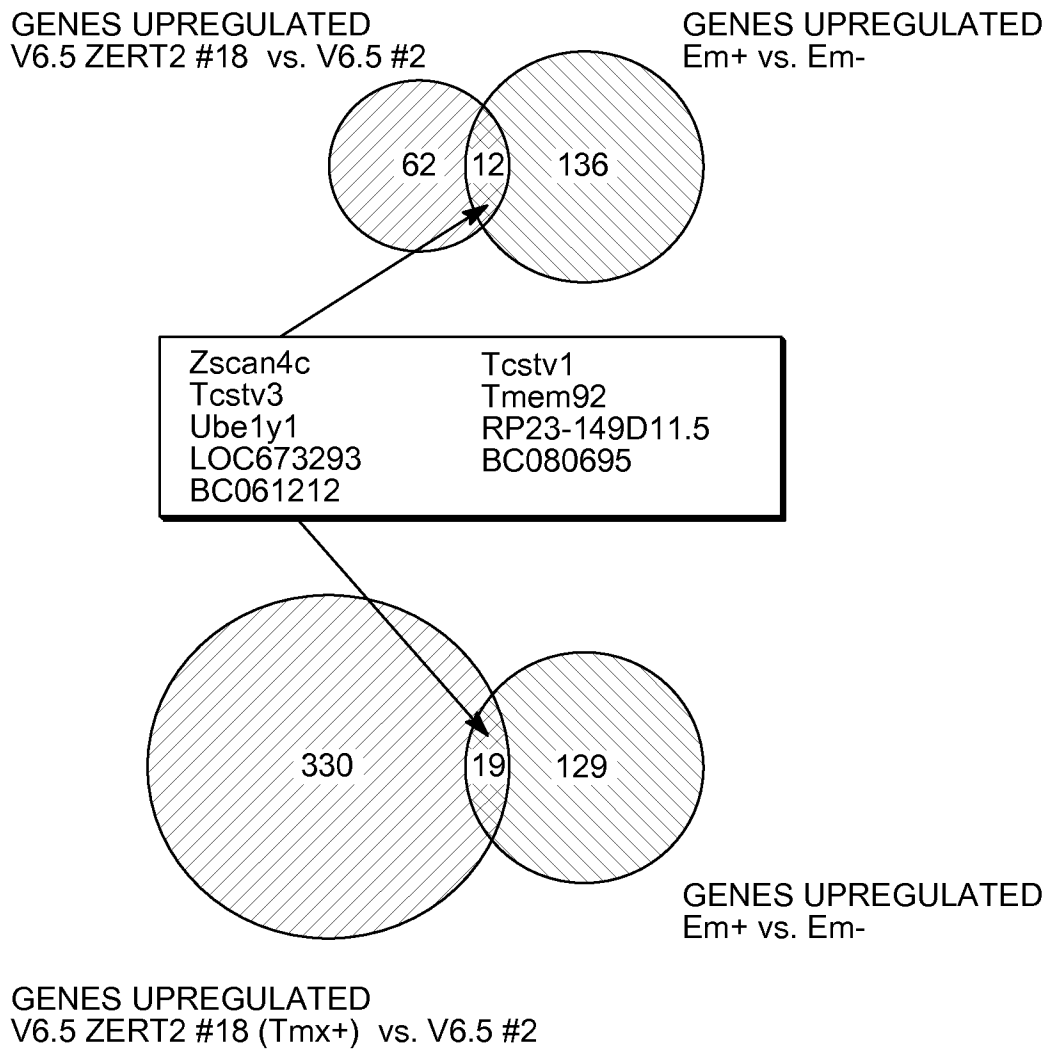 GENES UPREGULATED
V6.5 ZERT2 #18 vs. V6.5 #2
GENES UPREGULATED
Em+ vs. Em-
62
12
136
Zscan4c
Tcstv3
Ube1y1
LOC673293
BC061212
Tcstv1
Tmem92
RP23-149D11.5
BC080695
330
19
129
GENES UPREGULATED
Em+ vs. Em-
GENES UPREGULATED
V6.5 ZERT2 #18 (Tmx+) vs. V6.5 #2